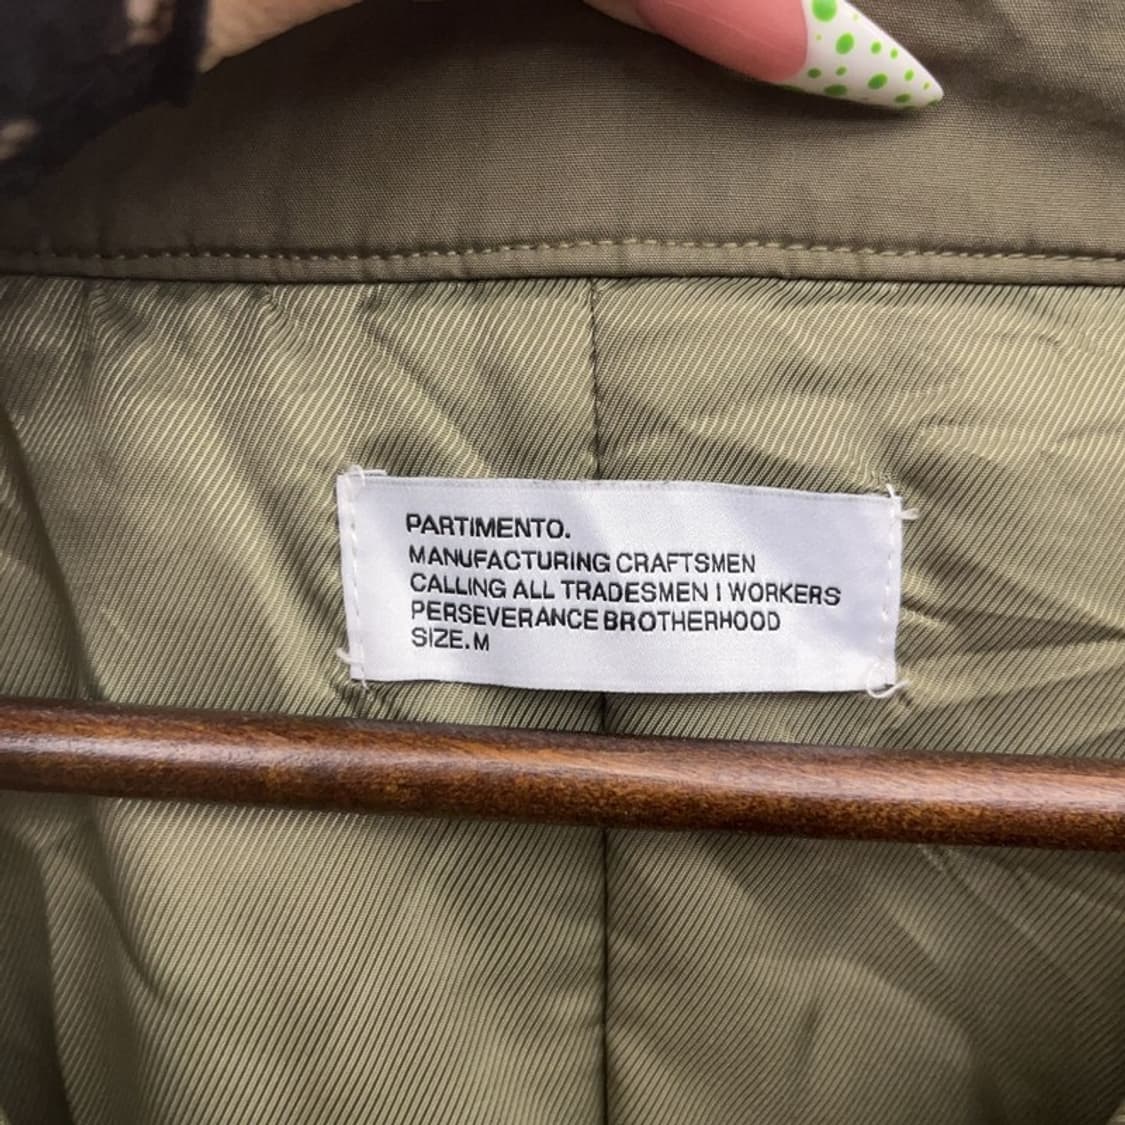 PARTIMENTO.
MANUFACTURING CRAFTSMEN
CALLING ALL TRADESMEN I WORKERS
PERSEVERANCE BROTHERHOOD
SIZE.M